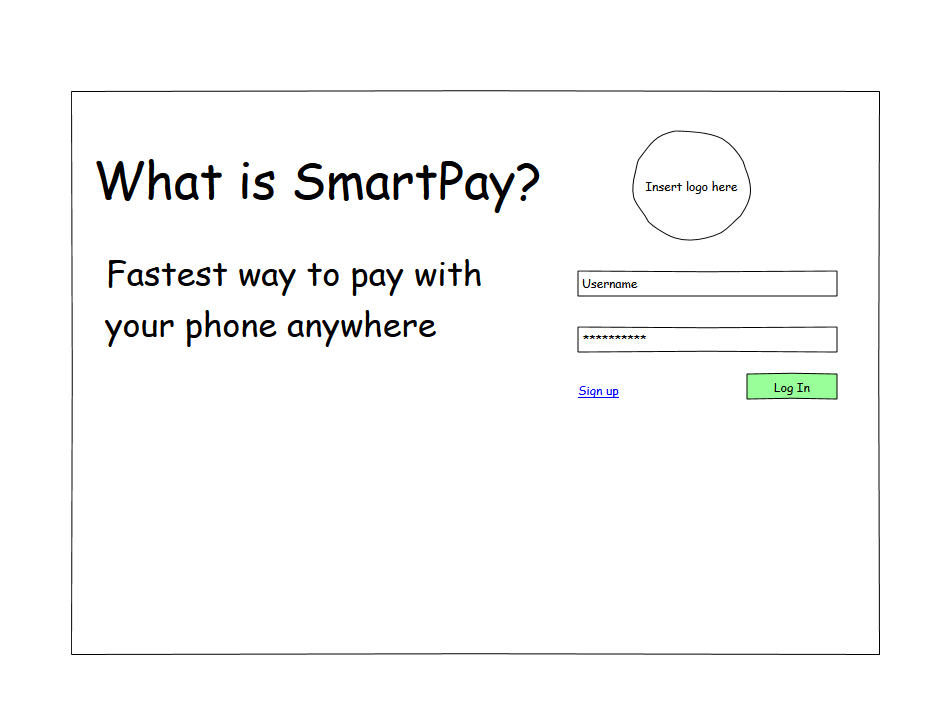 What is SmartPay?
Fastest way to pay with
your phone anywhere
Insert logo here
Username
**********
Sign up
Log In